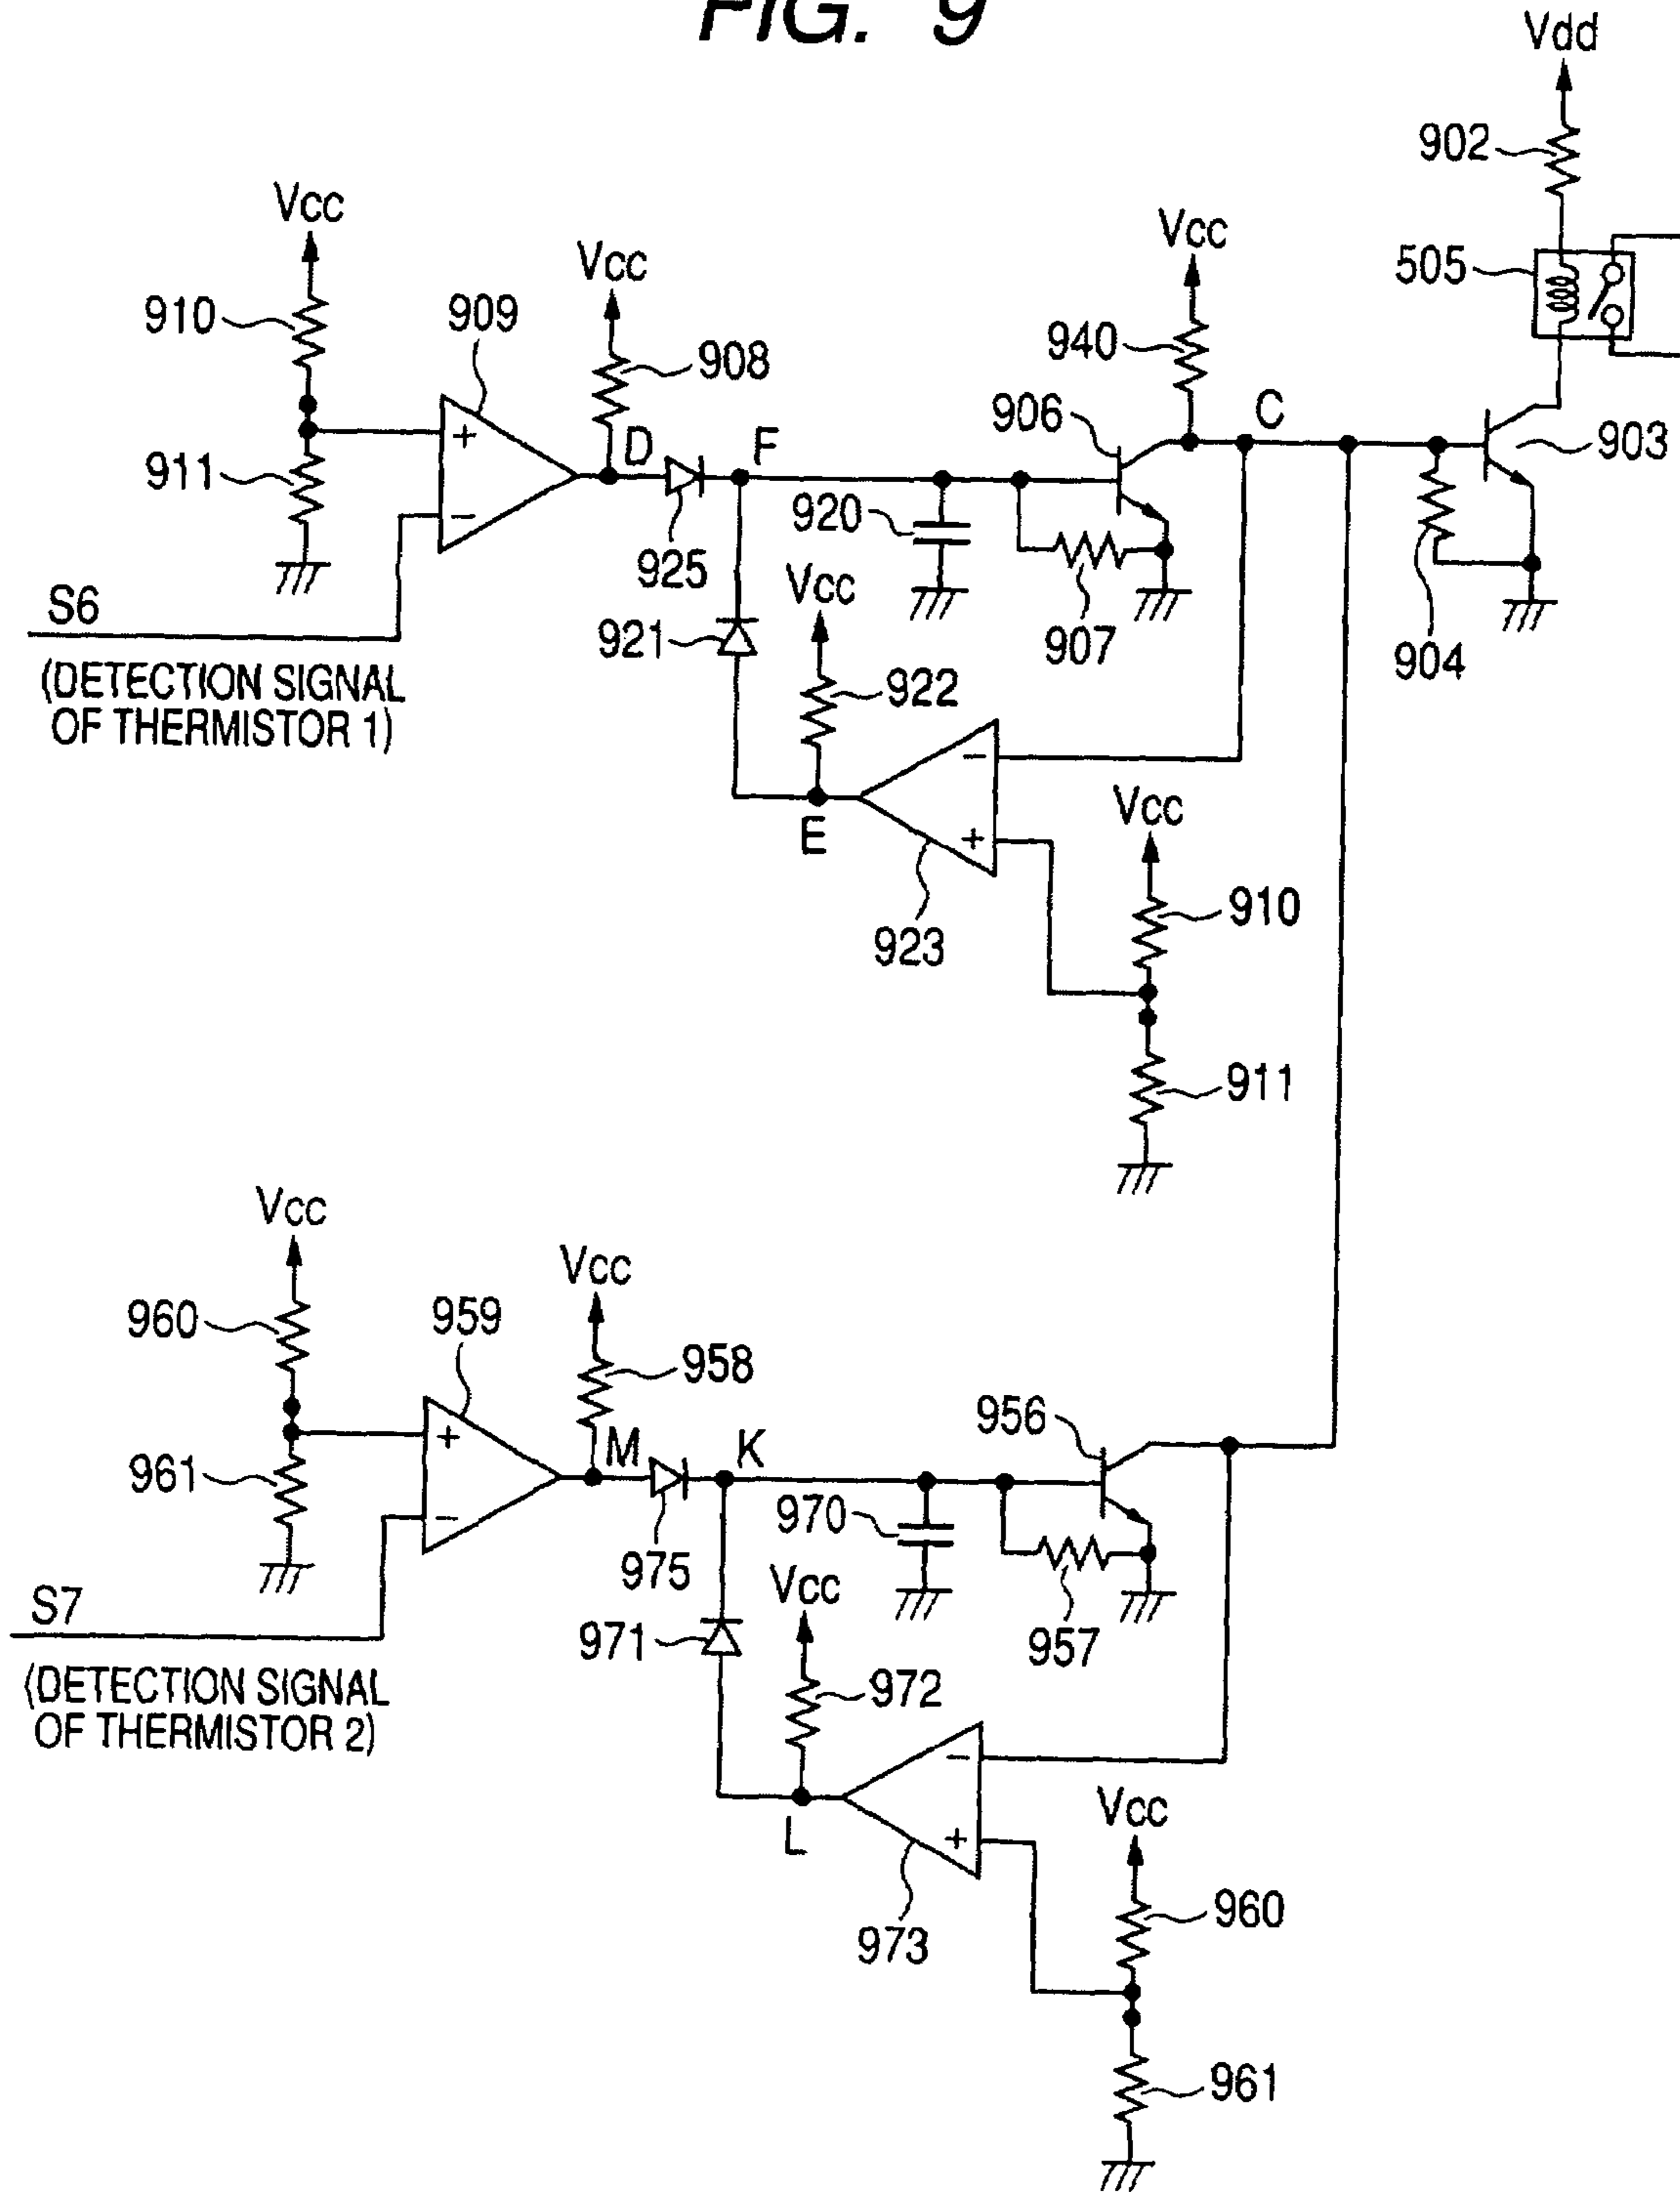 FIG. 9
Vdd
902
505
903
904
Vcc
910
911
909
Vcc
908
D
F
925
920
906
907
Vcc
940
C
S6
(DETECTION SIGNAL
OF THERMISTOR 1)
921
Vcc
922
E
923
Vcc
910
911
Vcc
960
961
959
Vcc
958
M
K
975
970
956
957
S7
(DETECTION SIGNAL
OF THERMISTOR 2)
971
Vcc
972
L
973
Vcc
960
961
+
−
−
+
+
−
−
+